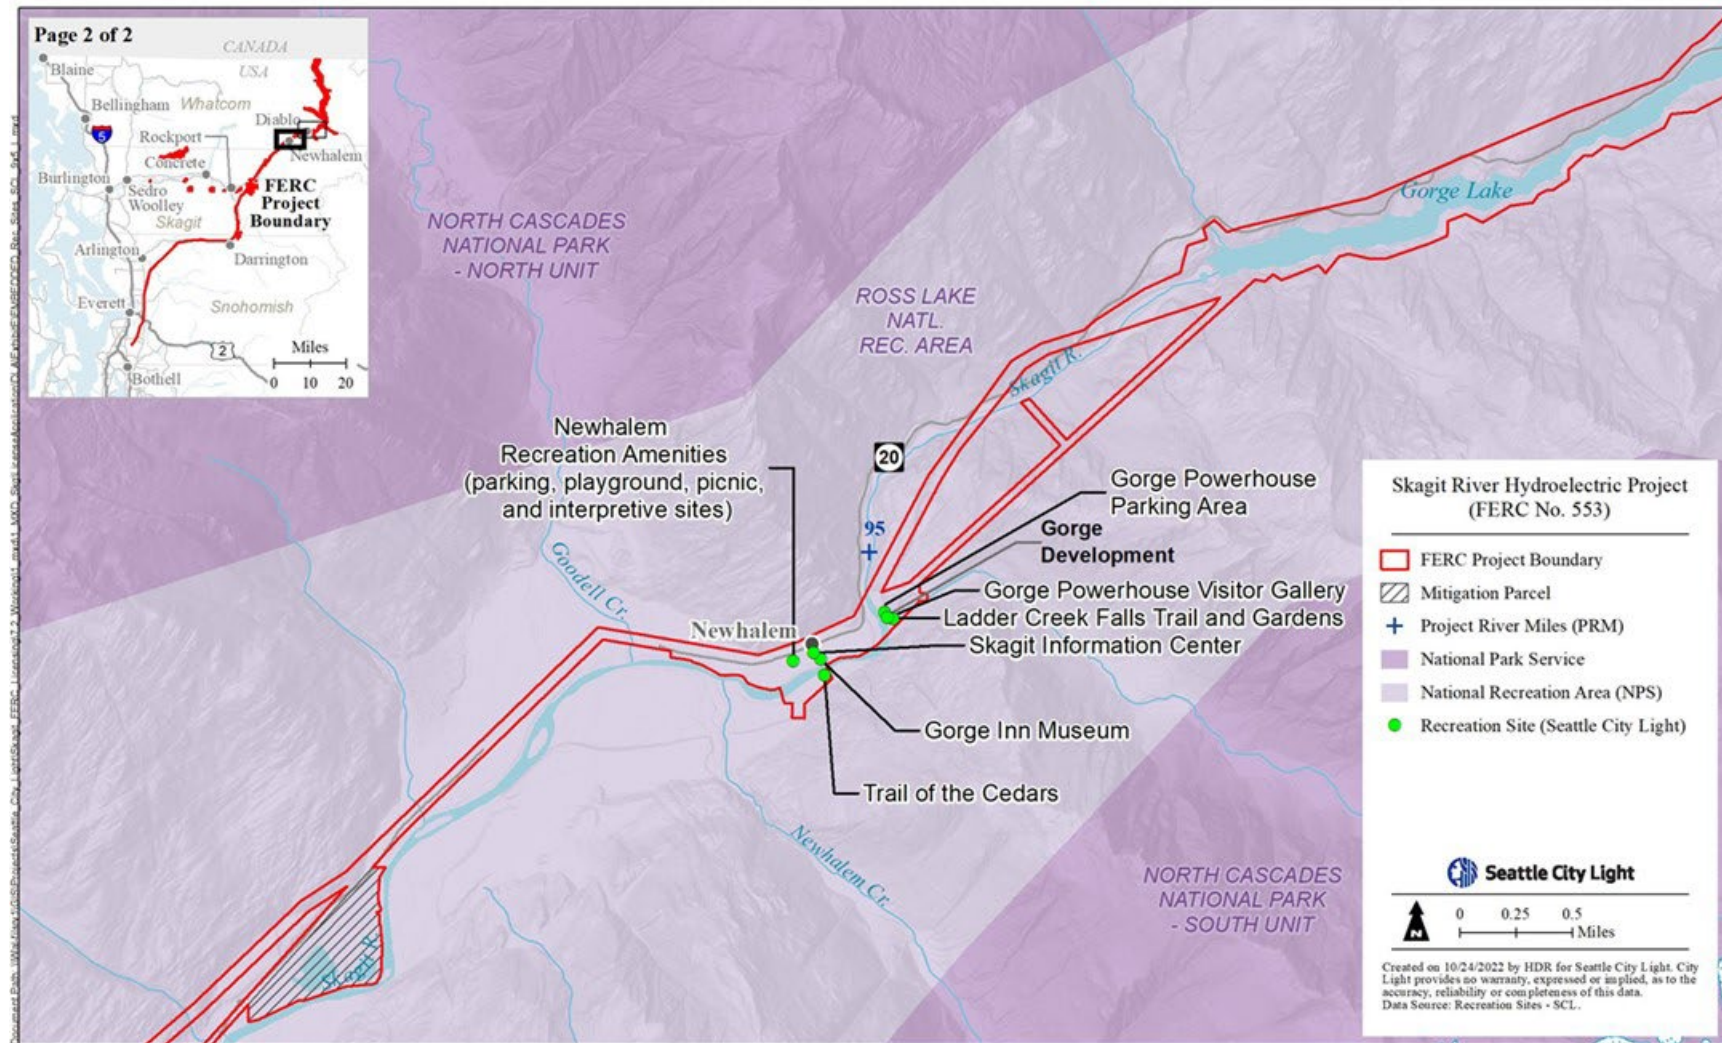 Page 2 of 2
CANADA
USA
Blaine
Bellingham
Whatcom
5
Diablo
Rockport
Newhalem
Concrete
Burlington
Sedro
Woolley
FERC
Project
Boundary
Skagit
Arlington
Darrington
Everett
Snohomish
2
Miles
0 10 20
Bothell
NORTH CASCADES
NATIONAL PARK
- NORTH UNIT
ROSS LAKE
NATL.
REC. AREA
Gorge Lake
Skagit R.
20
95
Newhalem
Recreation Amenities
(parking, playground, picnic,
and interpretive sites)
Gorge Powerhouse
Parking Area
Gorge
Development
Gorge Powerhouse Visitor Gallery
Ladder Creek Falls Trail and Gardens
Skagit Information Center
Goodell Cr.
Newhalem
Gorge Inn Museum
Trail of the Cedars
Newhalem Cr.
Skagit R.
NORTH CASCADES
NATIONAL PARK
- SOUTH UNIT
Skagit River Hydroelectric Project
(FERC No. 553)
FERC Project Boundary
Mitigation Parcel
Project River Miles (PRM)
National Park Service
National Recreation Area (NPS)
Recreation Site (Seattle City Light)
Seattle City Light
N
0 0.25 0.5
Miles
Created on 10/24/2022 by HDR for Seattle City Light. City
Light provides no warranty, expressed or implied, as to the
accuracy, reliability or completeness of this data.
Data Source: Recreation Sites - SCL.